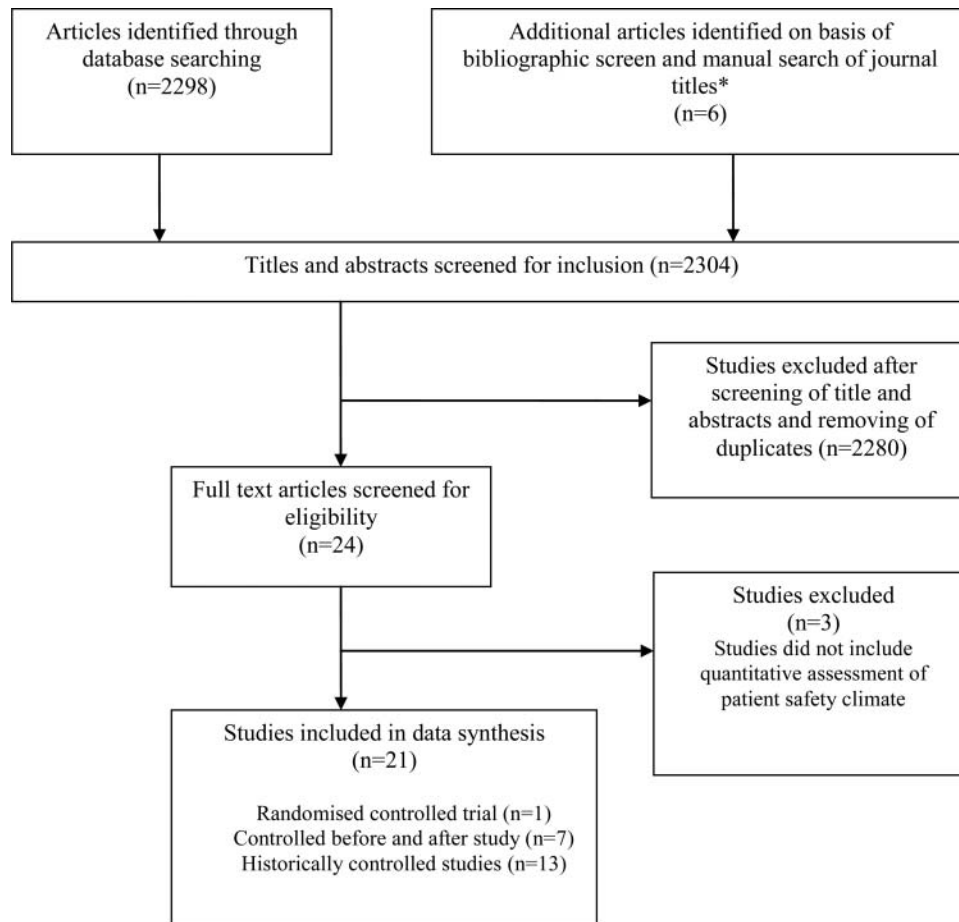 Articles identified through
database searching
(n=2298)
Additional articles identified on basis of
bibliographic screen and manual search of journal
titles*
(n=6)
Titles and abstracts screened for inclusion (n=2304)
Studies excluded after
screening of title and
abstracts and removing of
duplicates (n=2280)
Full text articles screened for
eligibility
(n=24)
Studies excluded
(n=3)
Studies did not include
quantitative assessment of
patient safety climate
Studies included in data synthesis
(n=21)
Randomised controlled trial (n=1)
Controlled before and after study (n=7)
Historically controlled studies (n=13)